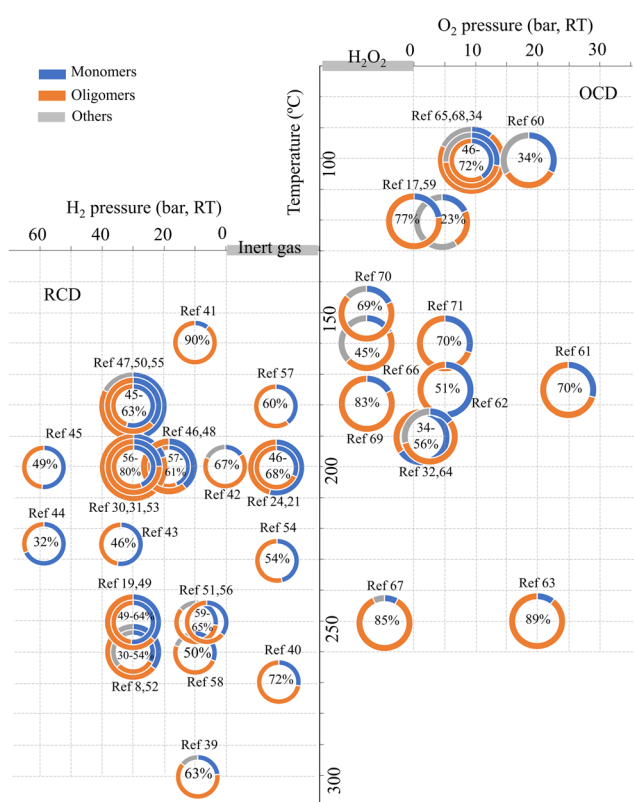 O2 pressure (bar, RT)
H2O2
0
10
20
30
Monomers
Oligomers
Others
OCD
Temperature (°C)
Ref 65,68,34
Ref 60
46-
72%
34%
100
Ref 17,59
77%
23%
H2 pressure (bar, RT)
60
40
20
0
Inert gas
RCD
Ref 70
69%
150
Ref 41
90%
45%
Ref 71
70%
Ref 66
Ref 61
70%
Ref 47,50,55
45-
63%
Ref 57
60%
83%
Ref 69
51%
Ref 62
34-
56%
Ref 32,64
Ref 45
49%
Ref 46,48
56-
80%
57-
61%
67%
Ref 42
46-
68%
Ref 24,21
200
Ref 30,31,53
Ref 44
32%
Ref 43
46%
Ref 54
54%
Ref 19,49
49-64%
Ref 51,56
59-
65%
30-54%
Ref 8,52
50%
Ref 58
Ref 40
72%
Ref 67
85%
Ref 63
89%
250
Ref 39
63%
300